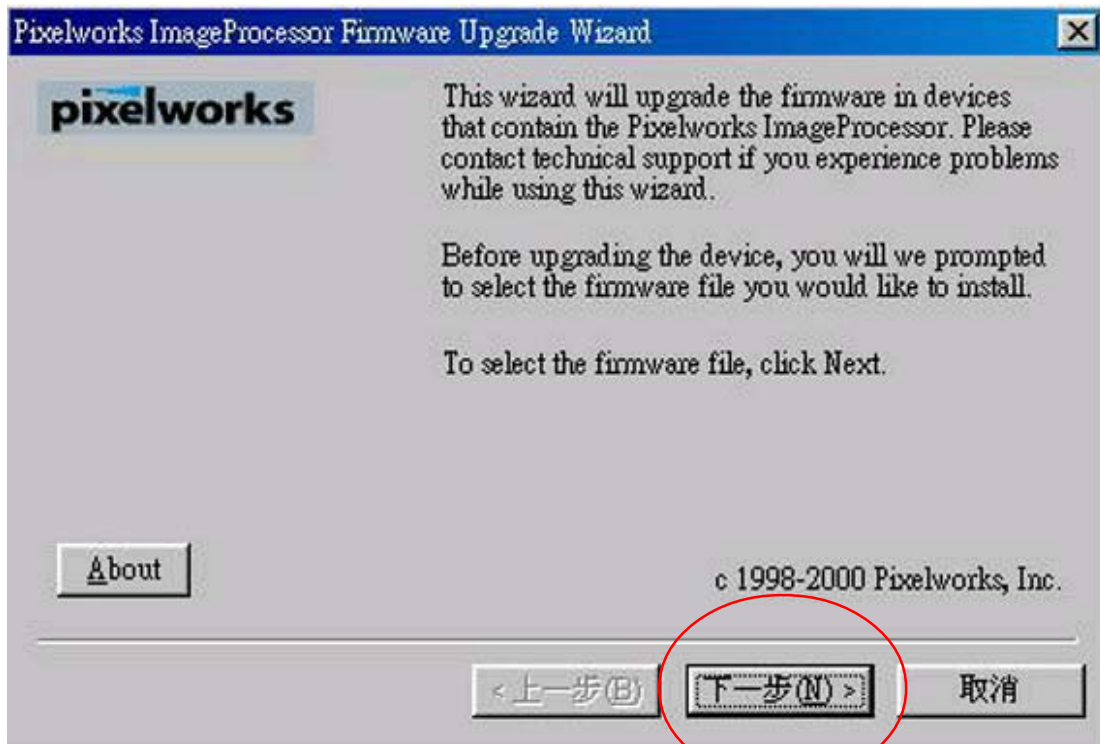 Pixelworks ImageProcessor Firmware Upgrade Wizard
pixelworks
This wizard will upgrade the firmware in devices
that contain the Pixelworks ImageProcessor. Please
contact technical support if you experience problems
while using this wizard.
Before upgrading the device, you will we prompted
to select the firmware file you would like to install.
To select the firmware file, click Next.
About
c 1998-2000 Pixelworks, Inc.
<上一步(B)
下一步(N) >
取消